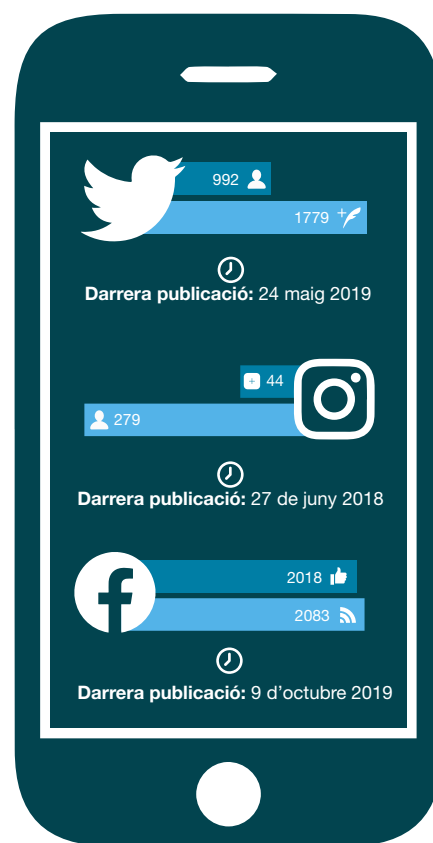 992
1779
Darrera publicació: 24 maig 2019
44
279
Darrera publicació: 27 de juny 2018
2018
2083
Darrera publicació: 9 d’octubre 2019